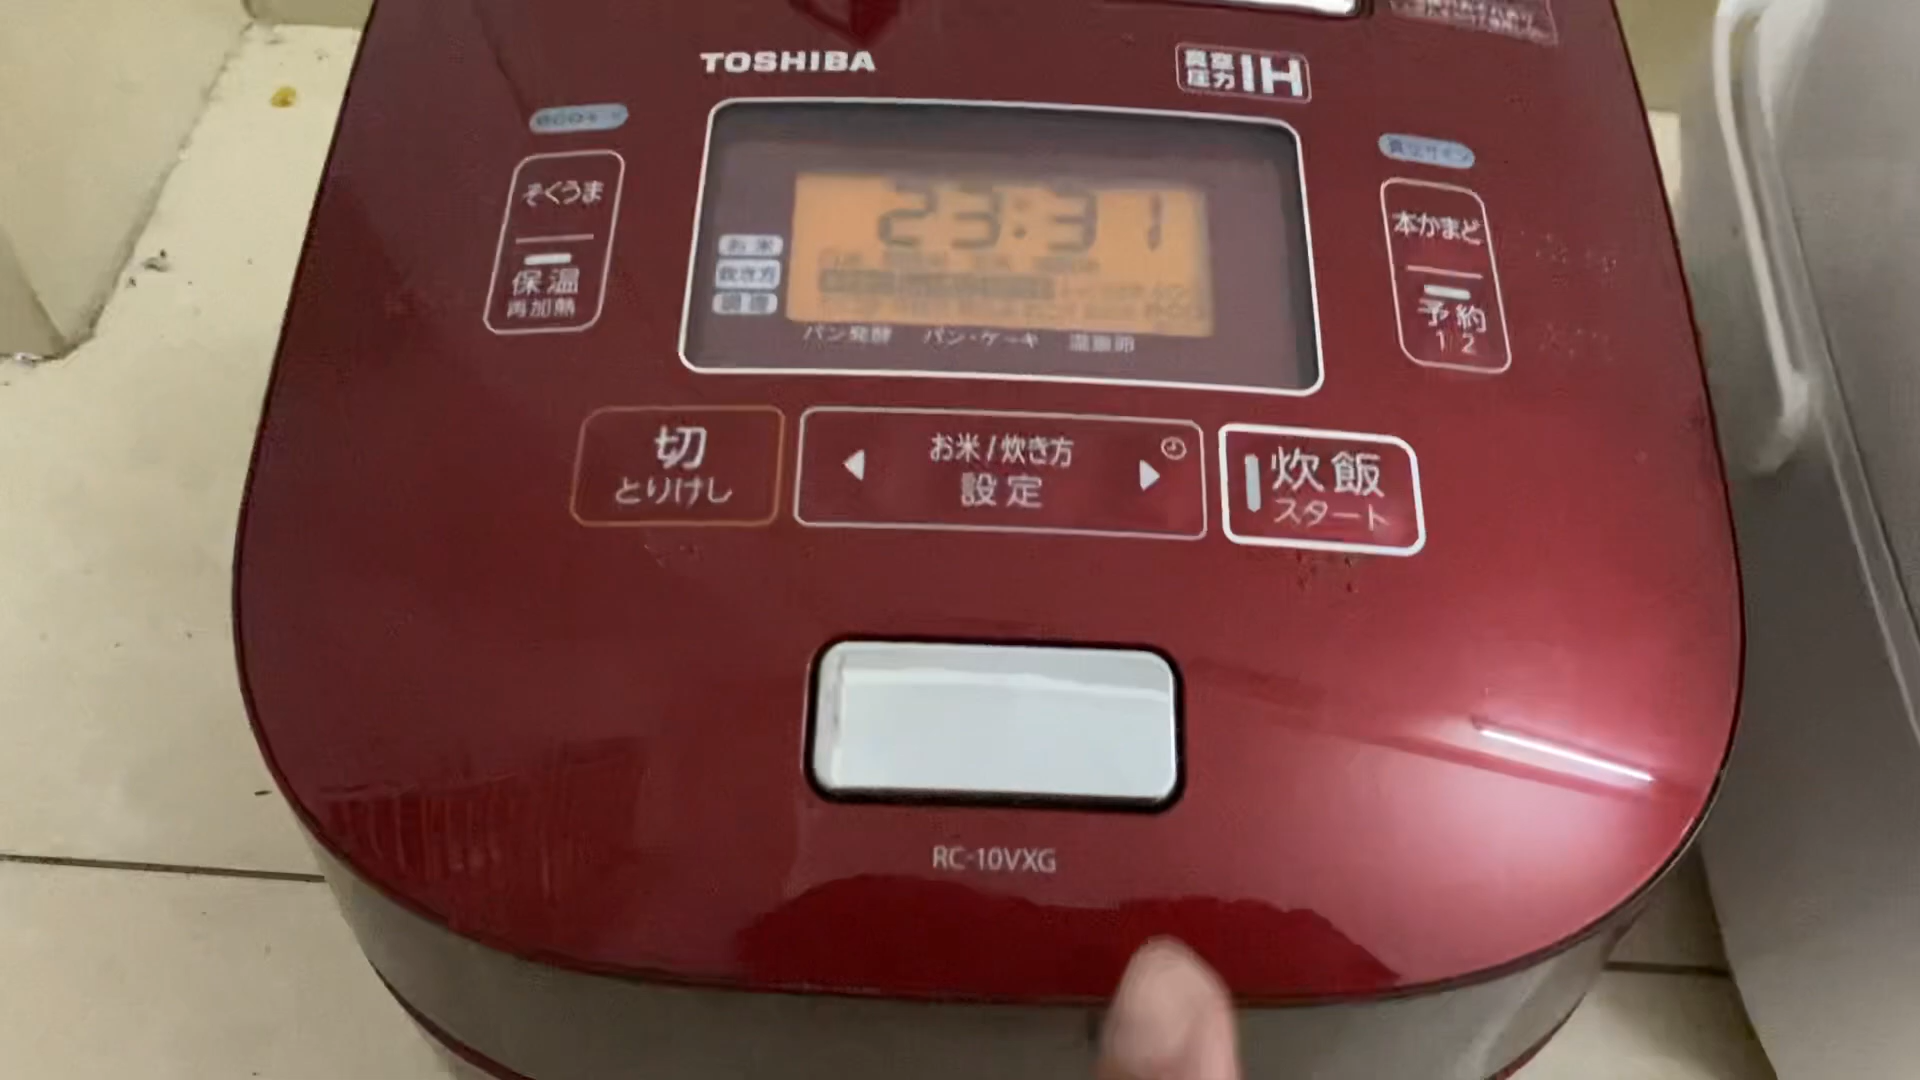 TOSHIBA
真空
圧力 IH
そくうま
保温
再加熱
23:31
お米
炊き方
パン発酵 パン・ケーキ 温泉卵
本かまど
予約
1/2
切
とりけし
お米/炊き方
設定
炊飯
スタート
RC-10VXG